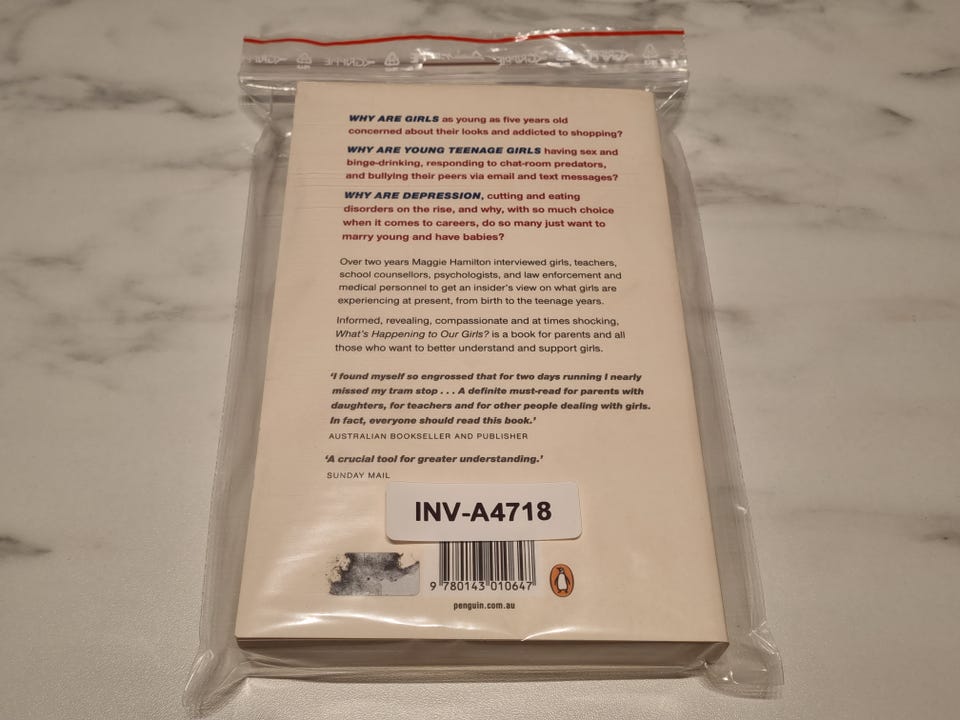 WHY ARE GIRLS as young as five years old
concerned about their looks and addicted to shopping?
WHY ARE YOUNG TEENAGE GIRLS having sex and
binge-drinking, responding to chat-room predators,
and bullying their peers via email and text messages?
WHY ARE DEPRESSION, cutting and eating
disorders on the rise, and why, with so much choice
when it comes to careers, do so many just want to
marry young and have babies?
Over two years Maggie Hamilton interviewed girls, teachers,
school counsellors, psychologists, and law enforcement and
medical personnel to get an insider's view on what girls are
experiencing at present, from birth to the teenage years.
Informed, revealing, compassionate and at times shocking,
What's Happening to Our Girls? is a book for parents and all
those who want to better understand and support girls.
'I found myself so engrossed that for two days running I nearly
missed my tram stop . . . A definite must-read for parents with
daughters, for teachers and for other people dealing with girls.
In fact, everyone should read this book.'
AUSTRALIAN BOOKSELLER AND PUBLISHER
'A crucial tool for greater understanding.'
SUNDAY MAIL
INV-A4718
9 780143 010647
penguin.com.au